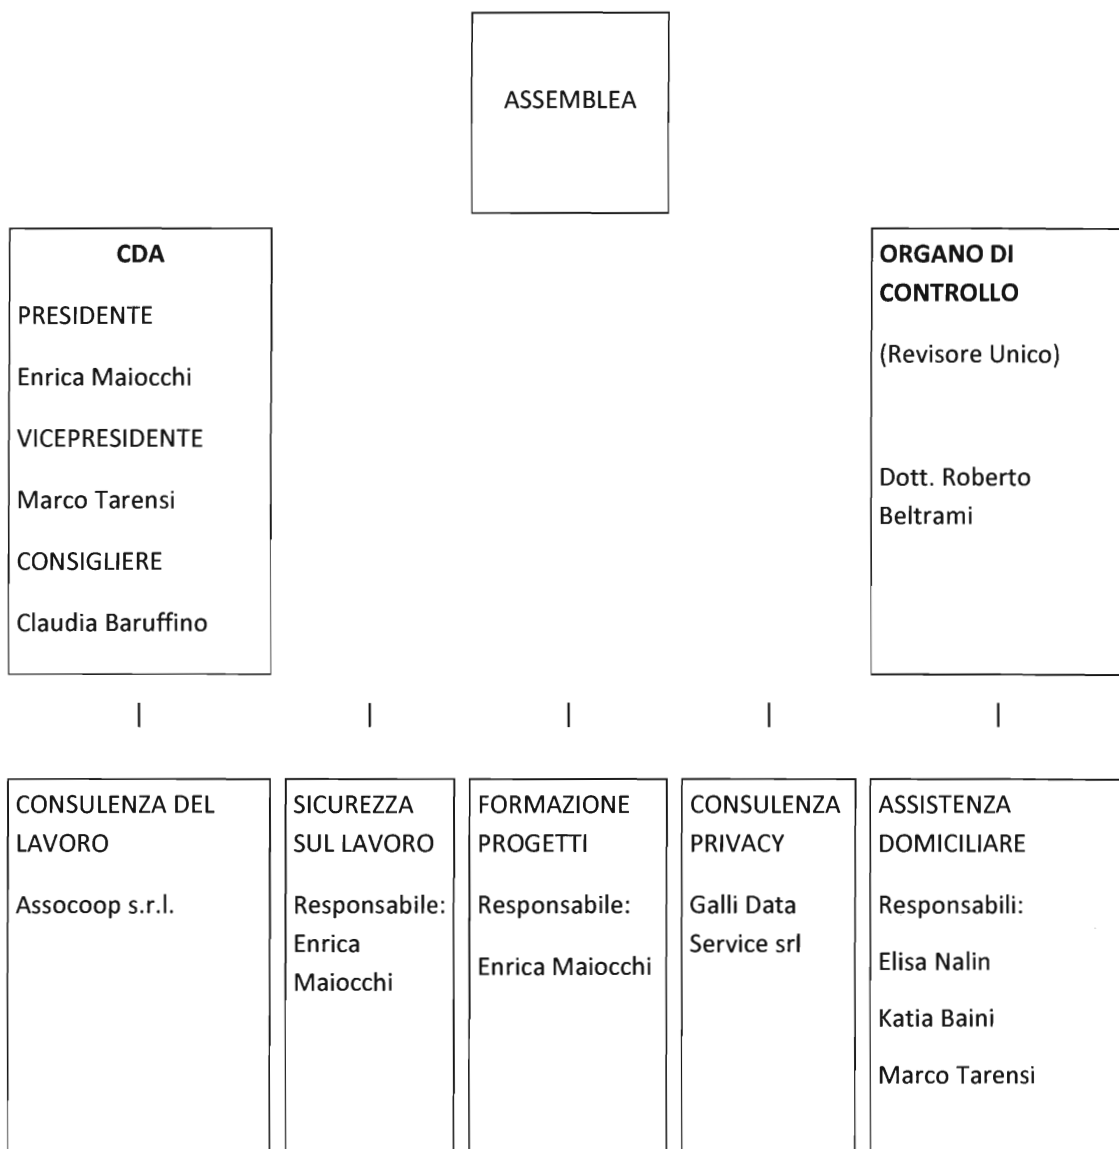 ASSEMBLEA
CDA
PRESIDENTE
Enrica Maiocchi
VICEPRESIDENTE
Marco Tarensi
CONSIGLIERE
Claudia Baruffino
ORGANO DI
CONTROLLO
(Revisore Unico)
Dott. Roberto
Beltrami
CONSULENZA DEL
LAVORO
Assocoop s.r.l.
SICUREZZA
SUL LAVORO
Responsabile:
Enrica
Maiocchi
FORMAZIONE
PROGETTI
Responsabile:
Enrica Maiocchi
CONSULENZA
PRIVACY
Galli Data
Service srl
ASSISTENZA
DOMICILIARE
Responsabili:
Elisa Nalin
Katia Baini
Marco Tarensi